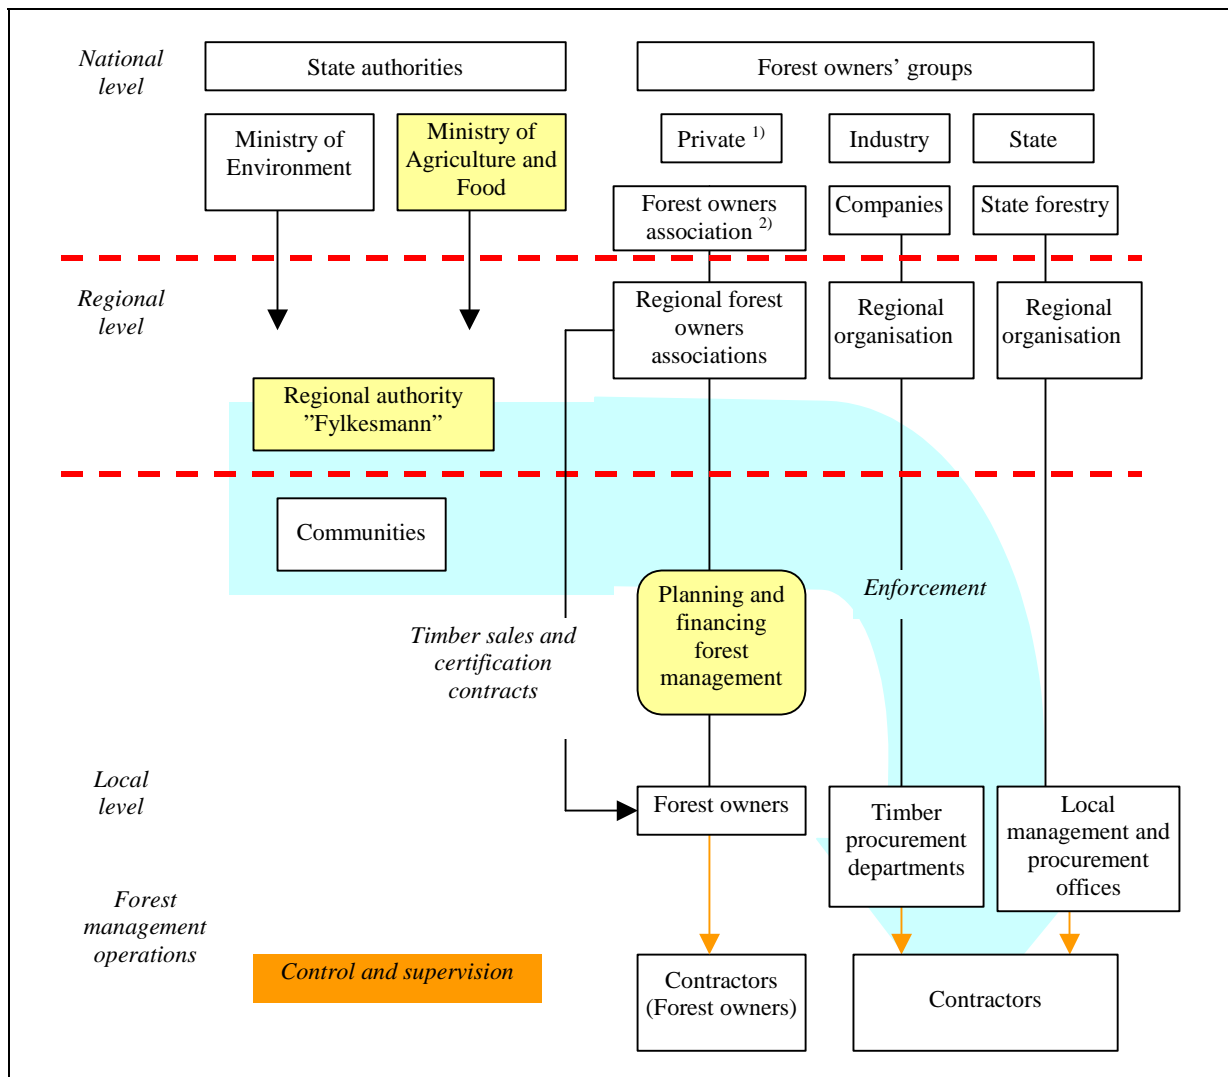 National
level
State authorities
Forest owners’ groups
Ministry of
Environment
Ministry of
Agriculture and
Food
Private 1)
Industry
State
Forest owners
association 2)
Companies
State forestry
Regional
level
Regional forest
owners
associations
Regional
organisation
Regional
organisation
Regional authority
”Fylkesmann”
Communities
Planning and
financing
forest
management
Enforcement
Timber sales and
certification
contracts
Local
level
Forest owners
Timber
procurement
departments
Local
management and
procurement
offices
Forest
management
operations
Control and supervision
Contractors
(Forest owners)
Contractors